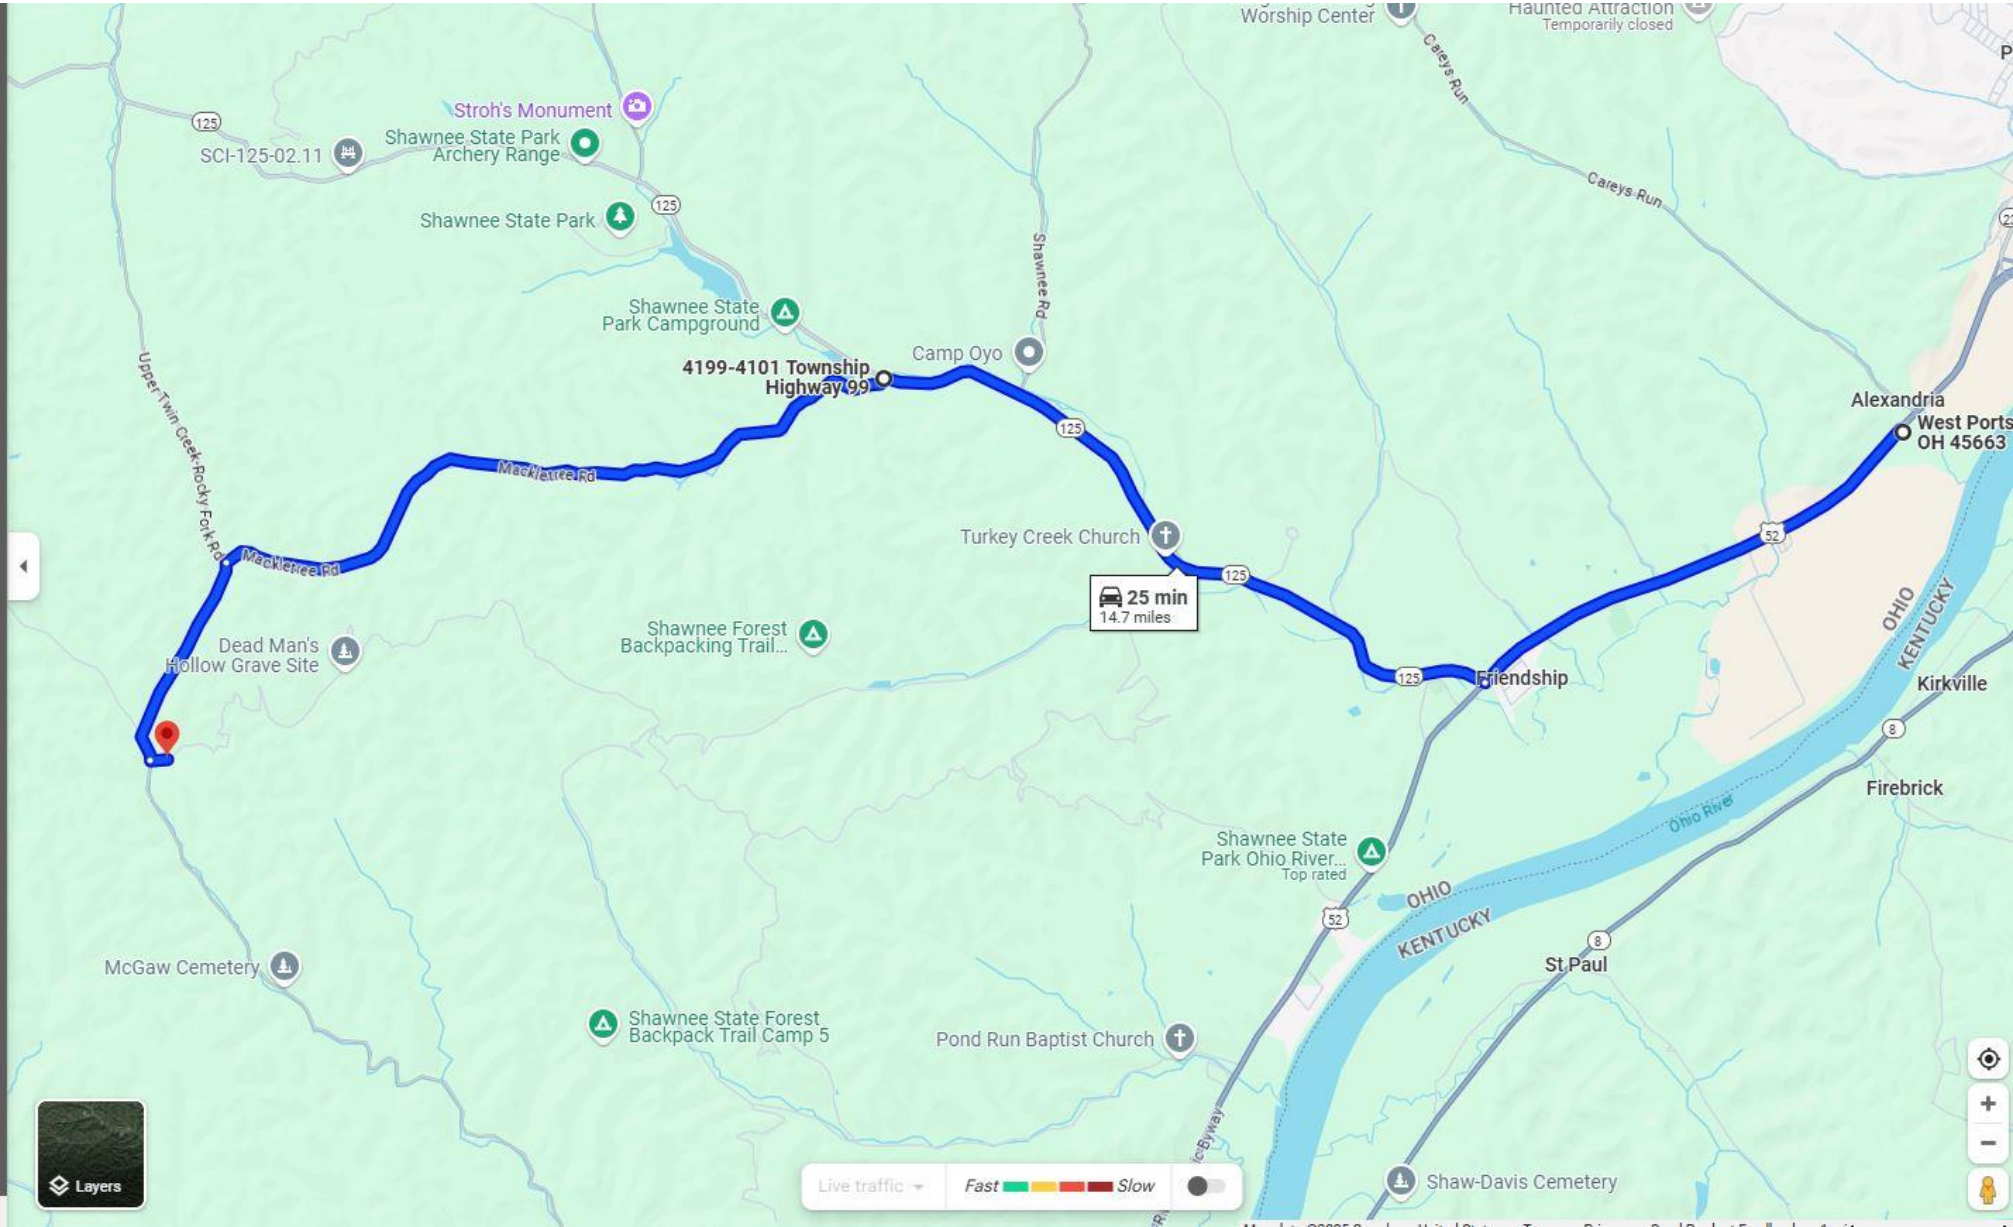 Worship Center
Haunted Attraction
Temporarily closed
P
Careys Run
Stroh's Monument
125
Shawnee State Park
Archery Range
SCI-125-02.11
Careys Run
125
Shawnee State Park
Shawnee Rd
Shawnee State
Park Campground
Camp Oyo
4199-4101 Township
Highway 99
Upper Twin Creek-Rocky Fork Rd
Alexandria
West Ports
OH 45663
125
Mackletree Rd
Turkey Creek Church
52
Mackletree Rd
125
25 min
14.7 miles
OHIO
KENTUCKY
Dead Man's
Hollow Grave Site
Shawnee Forest
Backpacking Trail...
125
Friendship
Kirkville
8
Firebrick
Ohio River
Shawnee State
Park Ohio River...
Top rated
OHIO
KENTUCKY
52
8
St Paul
McGaw Cemetery
Shawnee State Forest
Backpack Trail Camp 5
Pond Run Baptist Church
ic Byway
Layers
Live traffic
Fast
Slow
Shaw-Davis Cemetery